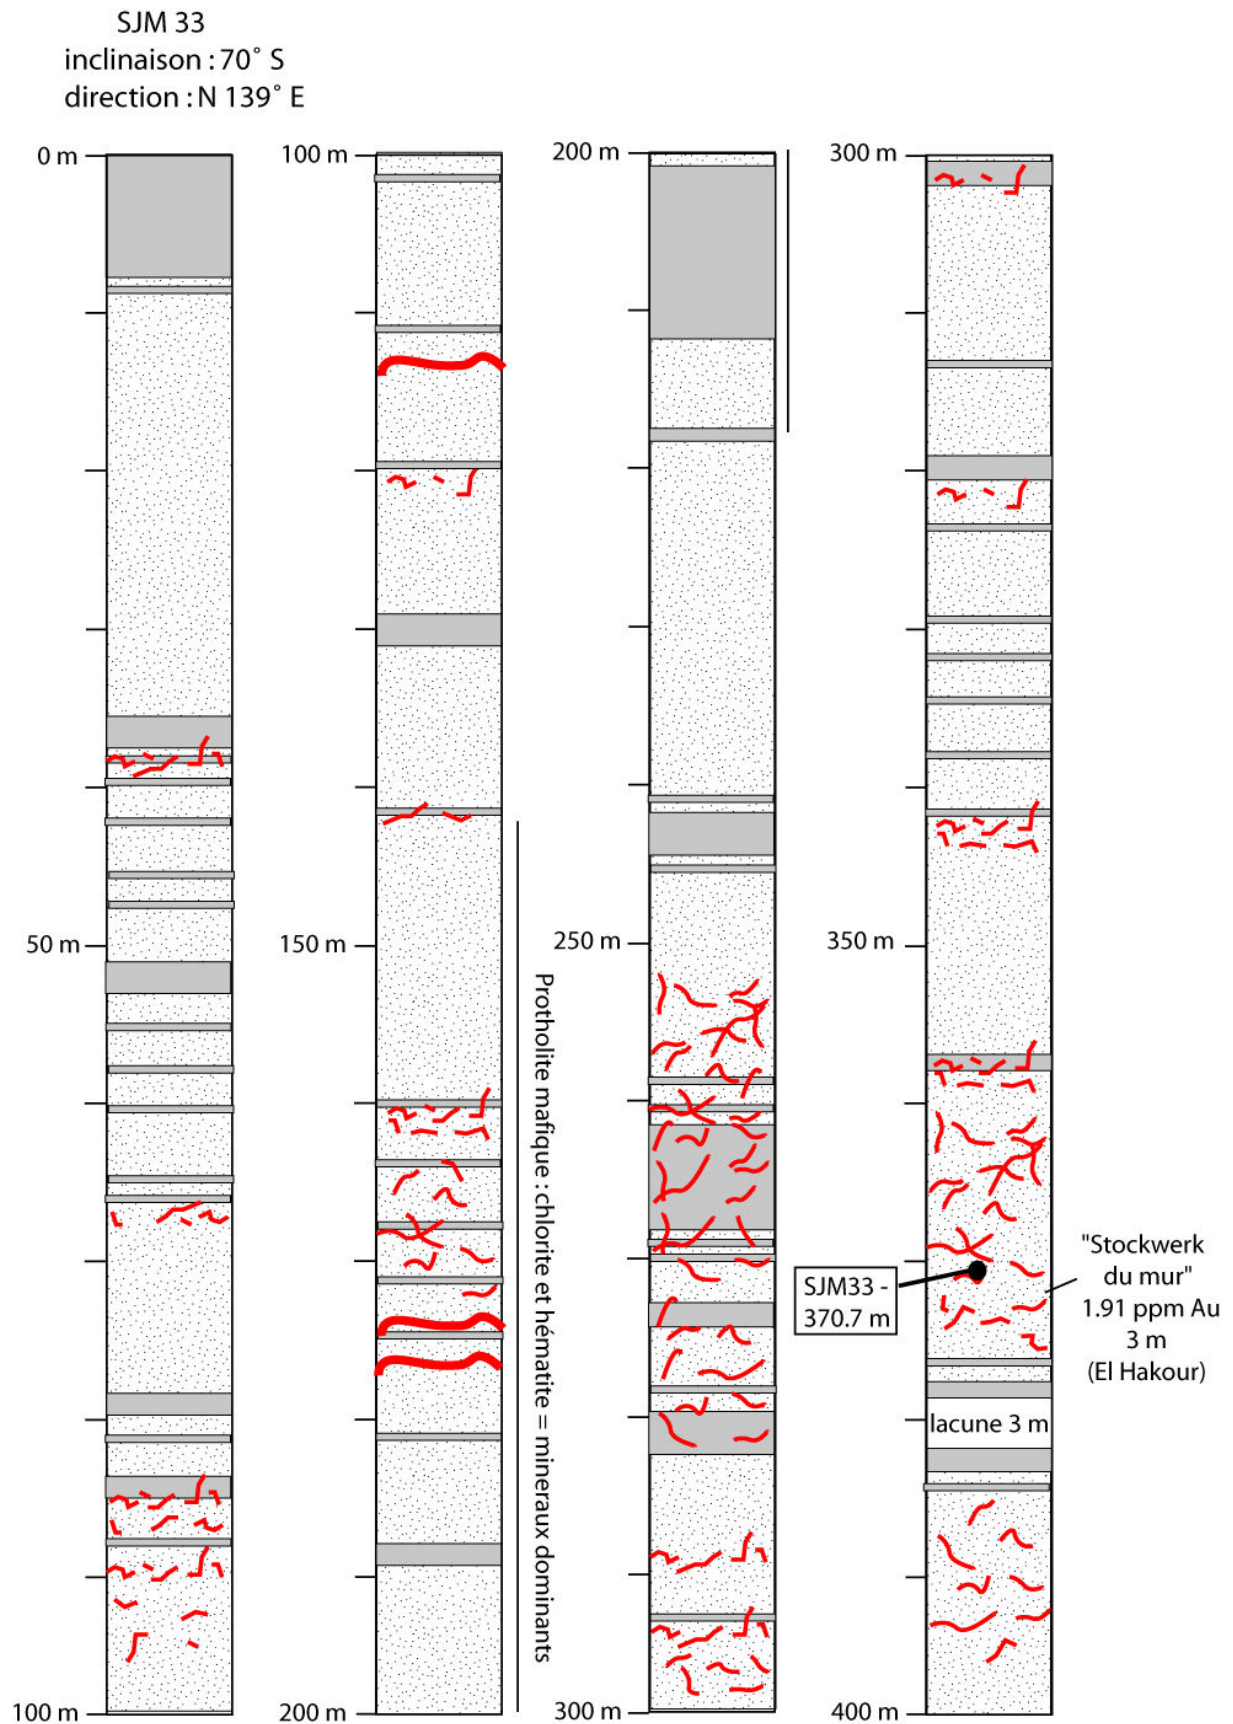 SJM 33
inclinaison : 70° S
direction : N 139° E
0 m
50 m
100 m
100 m
150 m
200 m
Protholite mafique : chlorite et hématite = mineraux dominants
200 m
250 m
300 m
300 m
350 m
400 m
SJM33 -
370.7 m
"Stockwerk
du mur"
1.91 ppm Au
3 m
(El Hakour)
lacune 3 m